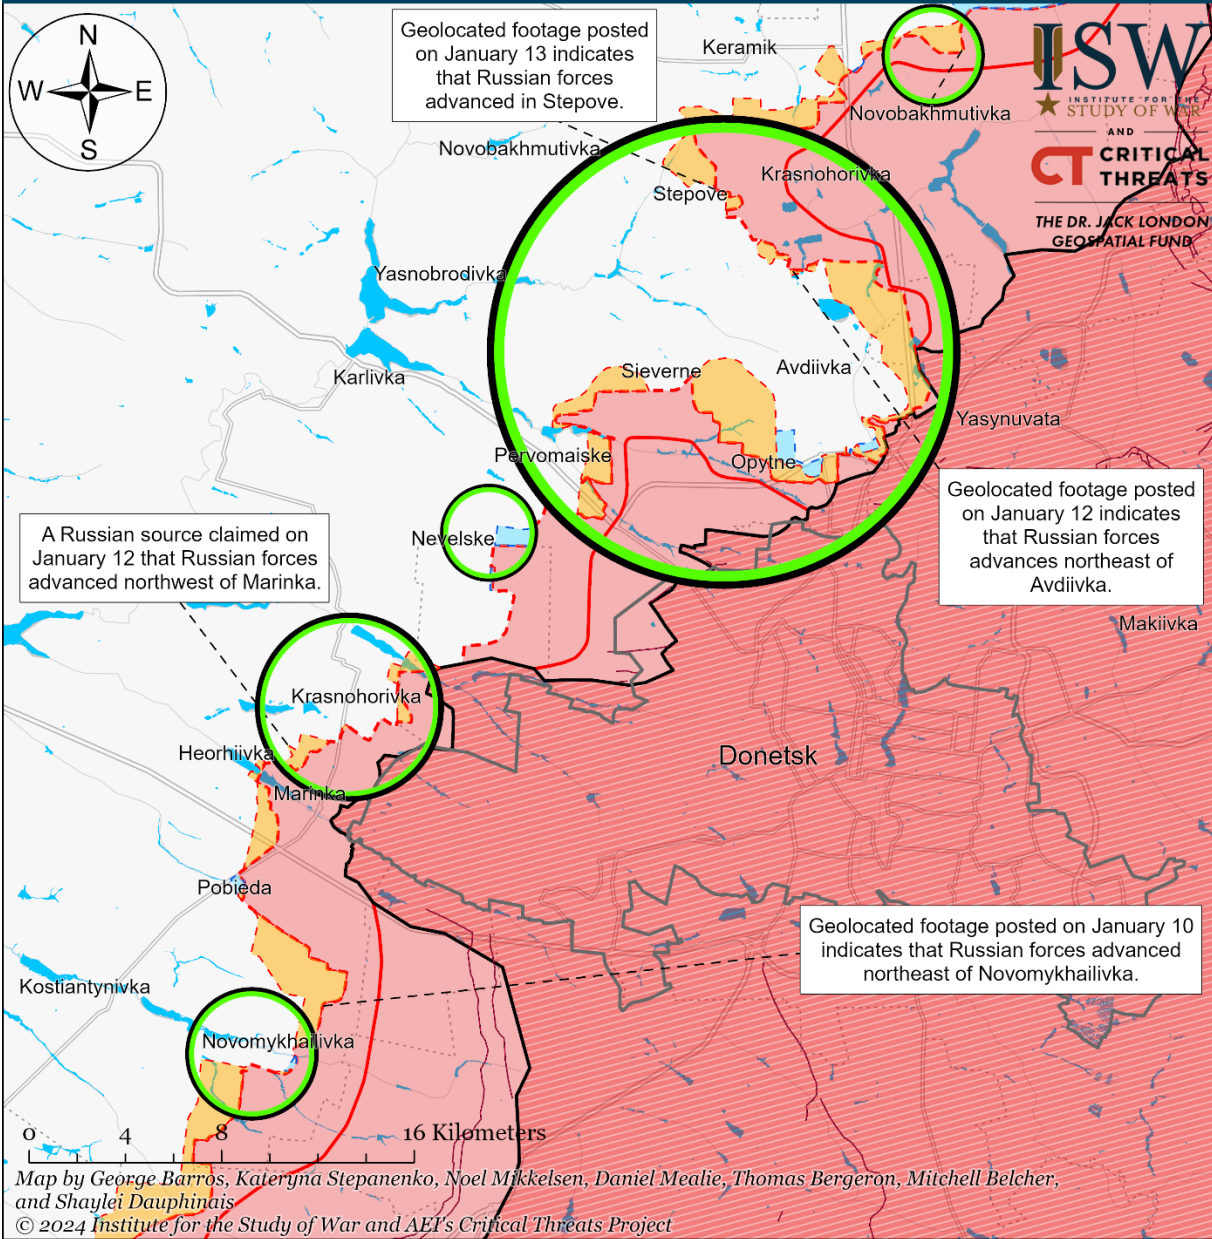 N
W
E
S
Geolocated footage posted
on January 13 indicates
that Russian forces
advanced in Stepove.
Keramik
ISW
INSTITUTE FOR THE
STUDY OF WAR
AND
CT CRITICAL
THREATS
THE DR. JACK LONDON
GEOSPATIAL FUND
Novobakhmutivka
Novobakhmutivka
Krasnohorivka
Stepove
Yasnobrodivka
Sieverne
Avdiivka
Karlivka
Yasynuvata
Pervomaiske
Opytne
Geolocated footage posted
on January 12 indicates
that Russian forces
advances northeast of
Avdiivka.
A Russian source claimed on
January 12 that Russian forces
advanced northwest of Marinka.
Nevelske
Makiivka
Krasnohorivka
Heorhiivka
Donetsk
Marinka
Pobieda
Geolocated footage posted on January 10
indicates that Russian forces advanced
northeast of Novomykhailivka.
Kostiantynivka
Novomykhailivka
0 4 8 16 Kilometers
Map by George Barros, Kateryna Stepanenko, Noel Mikkelsen, Daniel Mealie, Thomas Bergeron, Mitchell Belcher,
and Shaylei Dauphinais
© 2024 Institute for the Study of War and AEI's Critical Threats Project